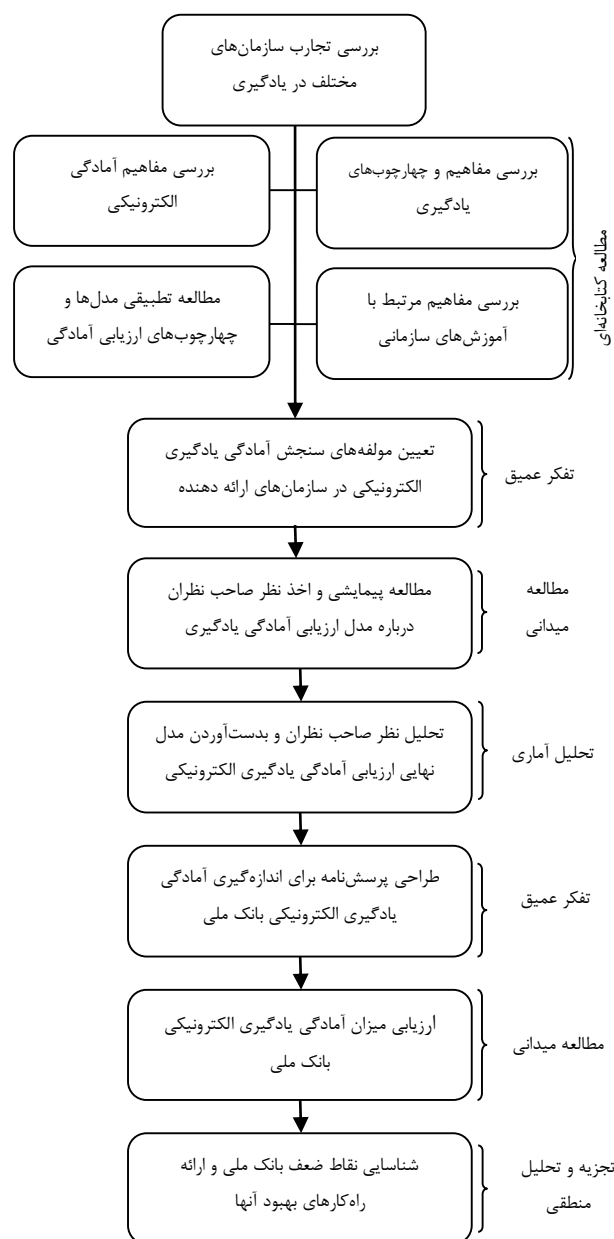 بررسی تجارب سازمان‌های
مختلف در یادگیری
بررسی مفاهیم و چهارچوب‌های
یادگیری
بررسی مفاهیم آمادگی
الکترونیکی
بررسی مفاهیم مرتبط با
آموزش‌های سازمانی
مطالعه تطبیقی مدل‌ها و
چهارچوب‌های ارزیابی آمادگی
مطالعه کتابخانه‌ای
تعیین مولفه‌های سنجش آمادگی یادگیری
الکترونیکی در سازمان‌های ارائه دهنده
تفکر عمیق
مطالعه پیمایشی و اخذ نظر صاحب نظران
درباره مدل ارزیابی آمادگی یادگیری
مطالعه
میدانی
تحلیل نظر صاحب نظران و بدست‌آوردن مدل
نهایی ارزیابی آمادگی یادگیری الکترونیکی
تحلیل آماری
طراحی پرسش‌نامه برای اندازه‌گیری آمادگی
یادگیری الکترونیکی بانک ملی
تفکر عمیق
أرزیابی میزان آمادگی یادگیری الکترونیکی
بانک ملی
مطالعه میدانی
شناسایی نقاط ضعف بانک ملی و ارائه
راه‌کارهای بهبود آنها
تجزیه و تحلیل
منطقی